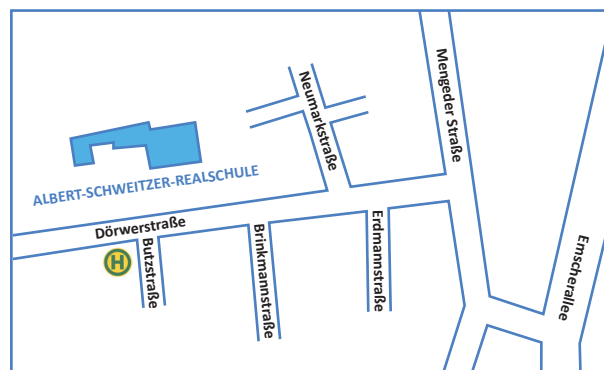 Neumarkstraße
Mengeder Straße
ALBERT-SCHWEITZER-REALSCHULE
Dörwerstraße
H
Butzstraße
Brinkmannstraße
Erdmannstraße
Emscherallee